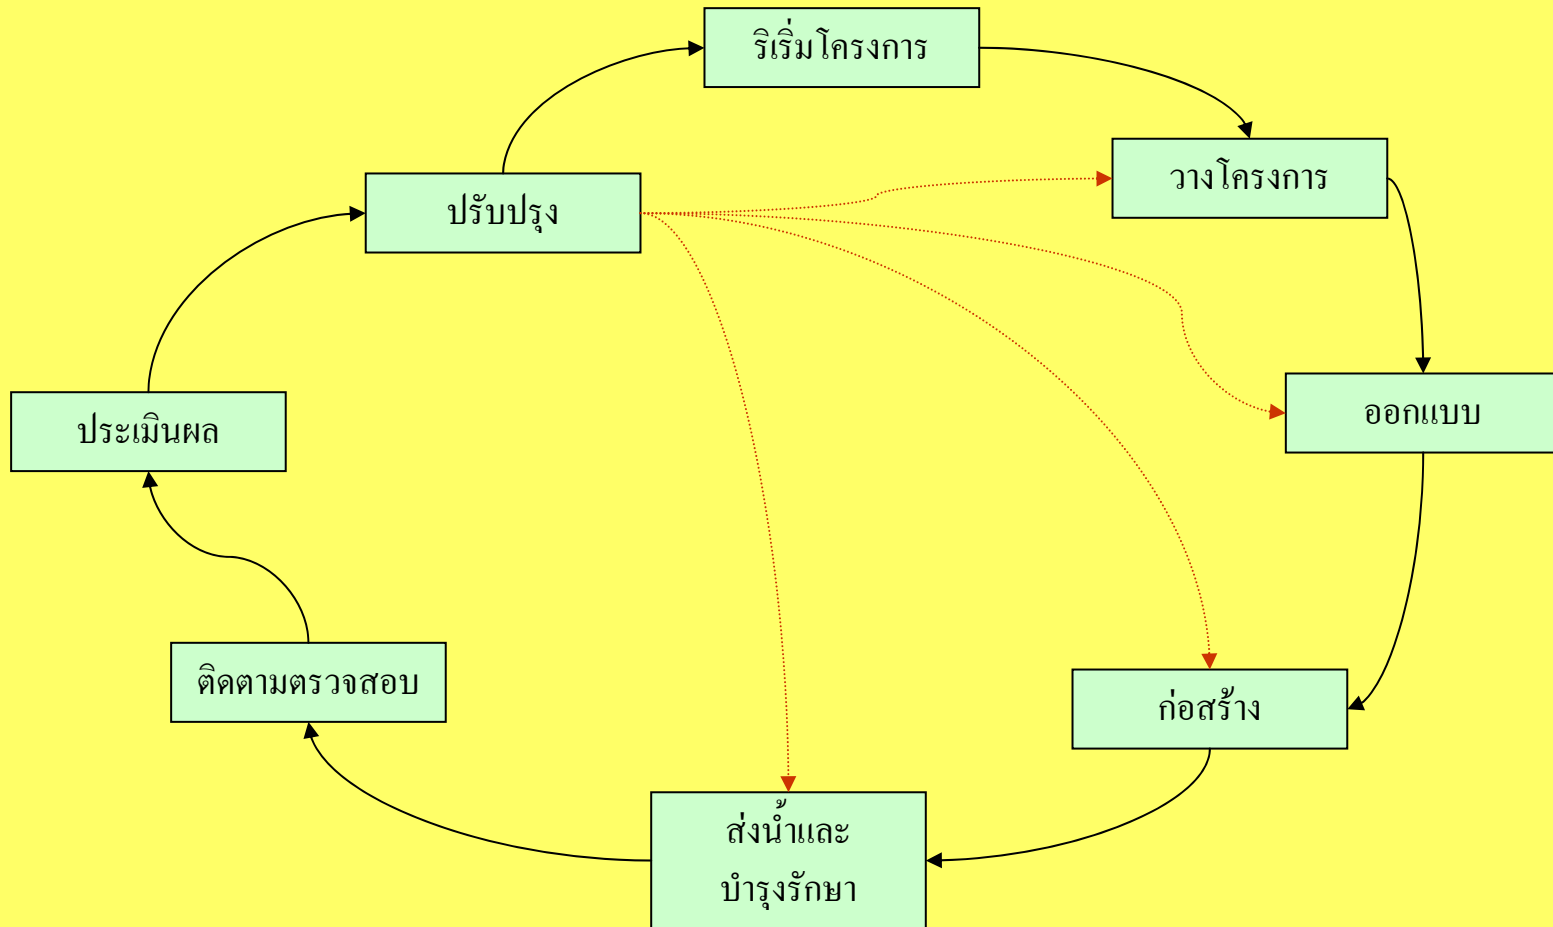 ริเริ่มโครงการ
วางโครงการ
ปรับปรุง
ออกแบบ
ประเมินผล
ติดตามตรวจสอบ
ก่อสร้าง
ส่งน้ำและ
บำรุงรักษา